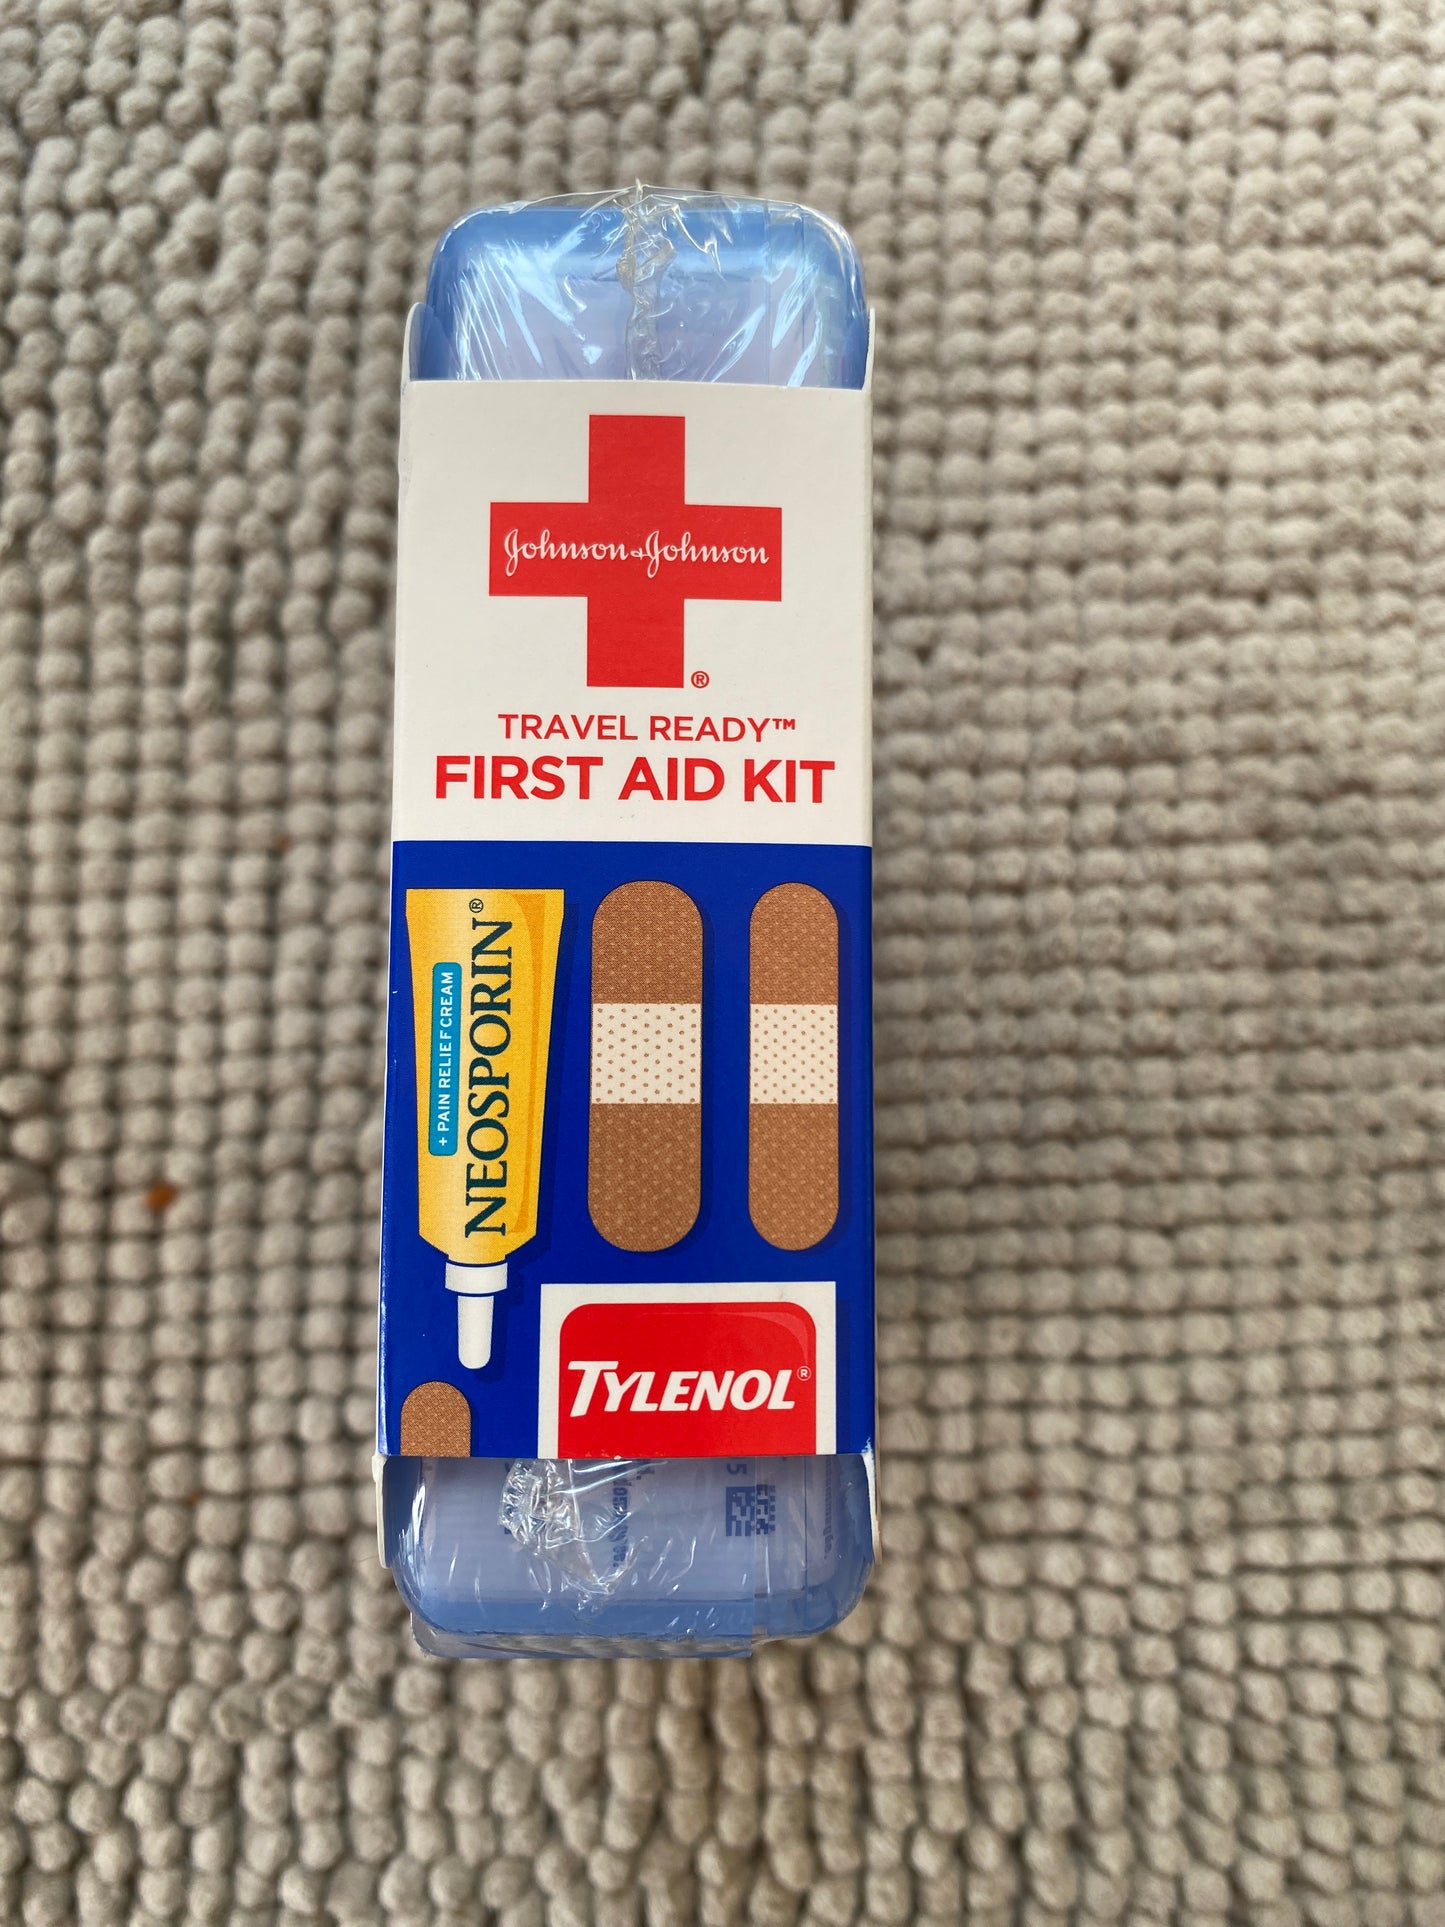 Johnson+Johnson
®
TRAVEL READY™
FIRST AID KIT
+ PAIN RELIEF CREAM
NEOSPORIN®
TYLENOL®